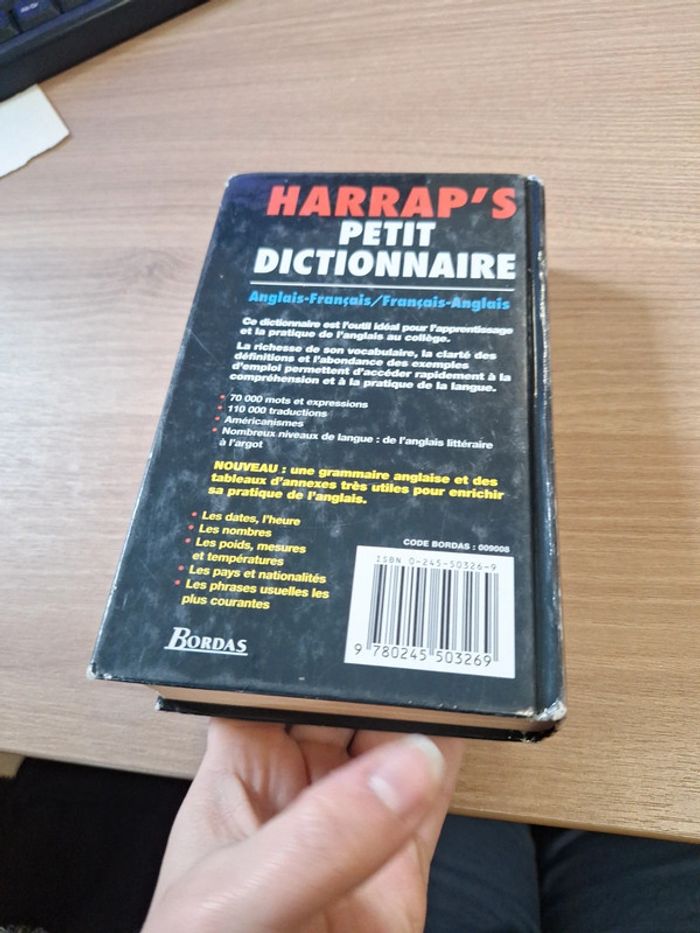 HARRAP'S
PETIT
DICTIONNAIRE
Anglais-Français/Français-Anglais
Ce dictionnaire est l'outil idéal pour l'apprentissage
et la pratique de l'anglais au collège.
La richesse de son vocabulaire, la clarté des
définitions et l'abondance des exemples
d'emploi permettent d'accéder rapidement à la
compréhension et à la pratique de la langue.
• 70 000 mots et expressions
• 110 000 traductions
• Américanismes
• Nombreux niveaux de langue : de l'anglais littéraire
à l'argot
NOUVEAU : une grammaire anglaise et des
tableaux d'annexes très utiles pour enrichir
sa pratique de l'anglais.
• Les dates, l'heure
• Les nombres
• Les poids, mesures
et températures
• Les pays et nationalités
• Les phrases usuelles les
plus courantes
BORDAS
CODE BORDAS : 009008
ISBN 0-245-50326-9
9 780245 503269